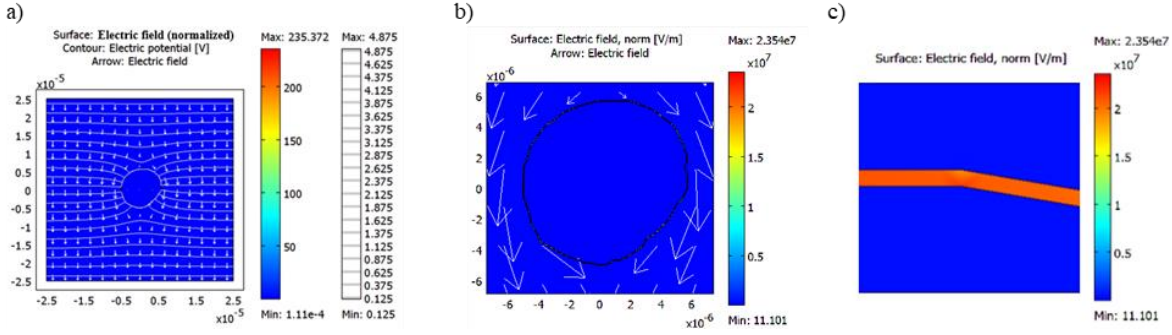 a)
Surface: Electric field (normalized)
Contour: Electric potential [V]
Arrow: Electric field
Max: 235.372
Max: 4.875
x10^-5
2.5
2
1.5
1
0.5
0
-0.5
-1
-1.5
-2
-2.5
-2.5
-1.5
-0.5
0.5
1.5
2.5
x10^-5
200
150
100
50
Min: 1.11e-4
4.875
4.625
4.375
4.125
3.875
3.625
3.375
3.125
2.875
2.625
2.375
2.125
1.875
1.625
1.375
1.125
0.875
0.625
0.375
0.125
Min: 0.125
b)
Surface: Electric field, norm [V/m]
Arrow: Electric field
Max: 2.354e7
x10^-6
x10^7
6
4
2
0
-2
-4
-6
-6
-4
-2
0
2
4
6
x10^-6
2
1.5
1
0.5
Min: 11.101
c)
Surface: Electric field, norm [V/m]
Max: 2.354e7
x10^7
2
1.5
1
0.5
Min: 11.101